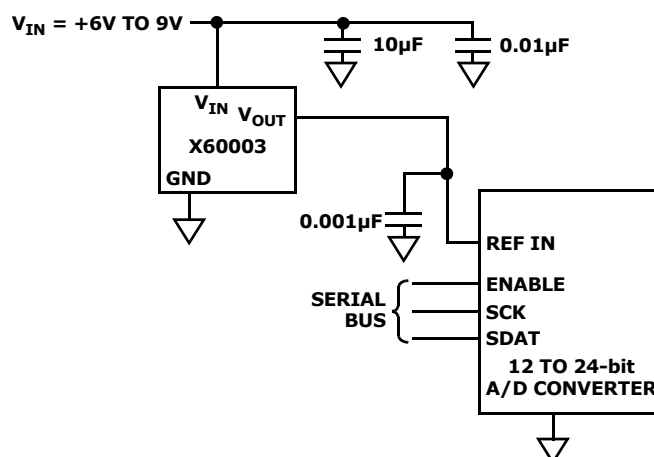 V_IN = +6V TO 9V
10µF
0.01µF
V_IN
V_OUT
X60003
GND
0.001µF
REF IN
ENABLE
SERIAL
BUS
SCK
SDAT
12 TO 24-bit
A/D CONVERTER